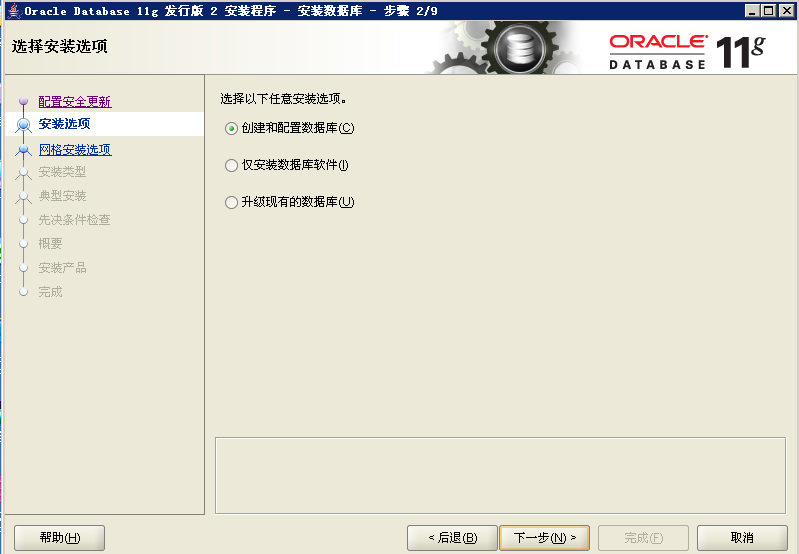 Oracle Database 11g 发行版 2 安装程序 - 安装数据库 - 步骤 2/9
选择安装选项
ORACLE
DATABASE
11g
配置安全更新
安装选项
网格安装选项
安装类型
典型安装
先决条件检查
概要
安装产品
完成
选择以下任意安装选项。
创建和配置数据库(C)
仅安装数据库软件(I)
升级现有的数据库(U)
帮助(H)
< 后退(B)
下一步(N) >
完成(F)
取消